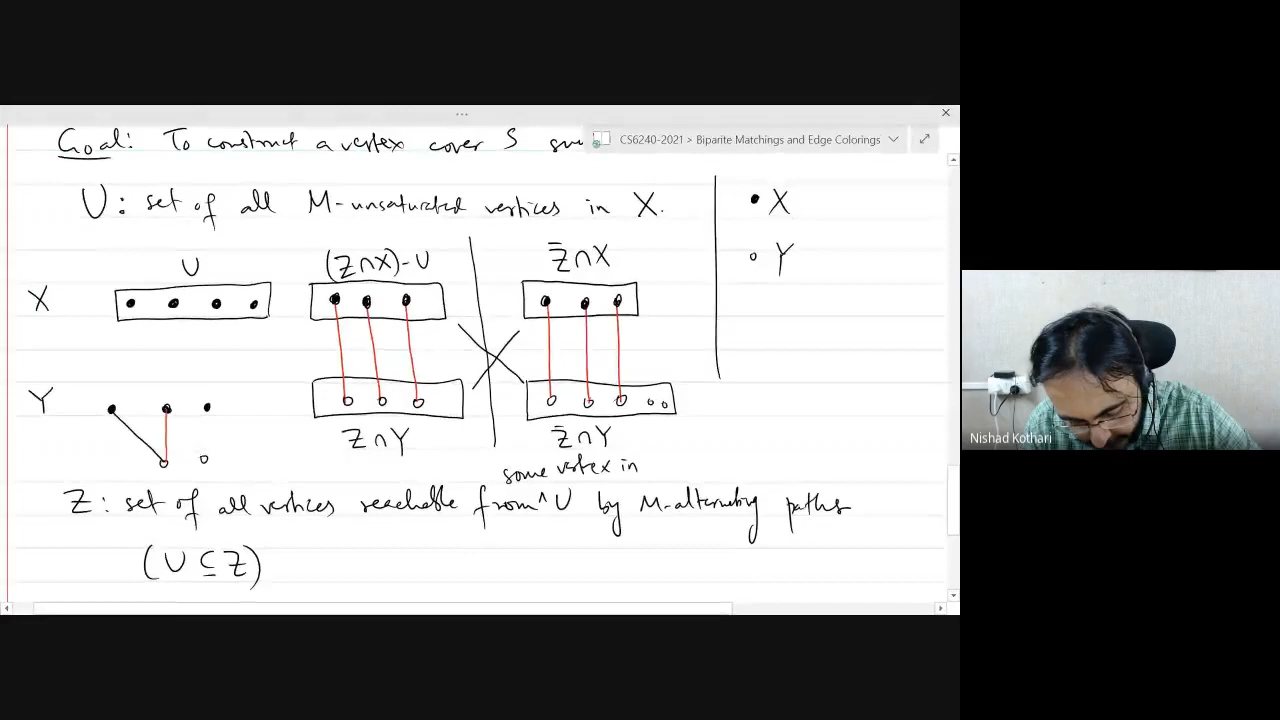 Goal: To construct a vertex cover S
CS6240-2021 > Biparite Matchings and Edge Colorings
U: set of all M-unsaturated vertices in X.
• X
◦ Y
U
(Z∩X)-U
Z̄∩X
X
Y
Z∩Y
Z̄∩Y
some vertex in
Z: set of all vertices reachable from ^ U by M-alternating paths
(U ⊆ Z)
Nishad Kothari